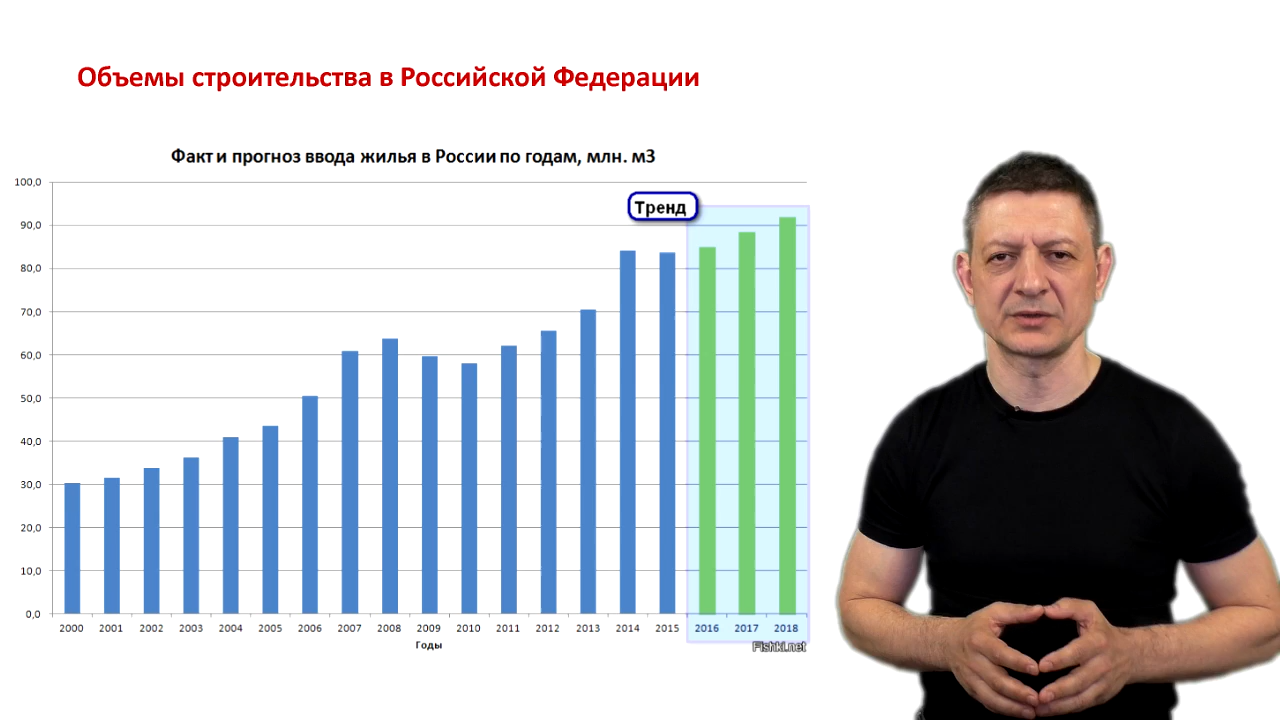 Объемы строительства в Российской Федерации
Факт и прогноз ввода жилья в России по годам, млн. м3
100,0
90,0
80,0
70,0
60,0
50,0
40,0
30,0
20,0
10,0
0,0
Тренд
2000 2001 2002 2003 2004 2005 2006 2007 2008 2009 2010 2011 2012 2013 2014 2015 2016 2017 2018
Годы
Fishki.net